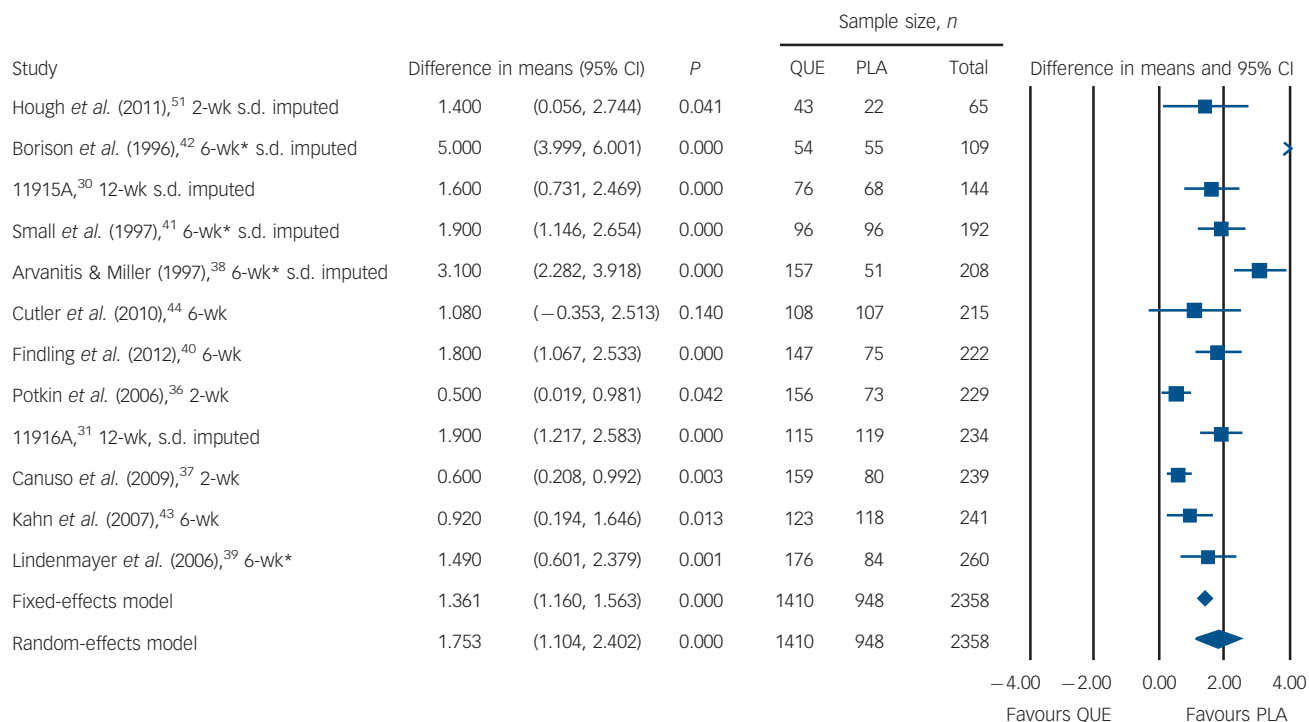 Sample size, n
Study Difference in means (95% CI) P QUE PLA Total Difference in means and 95% CI
Hough et al. (2011),51 2-wk s.d. imputed 1.400 (0.056, 2.744) 0.041 43 22 65
Borison et al. (1996),42 6-wk* s.d. imputed 5.000 (3.999, 6.001) 0.000 54 55 109
11915A,30 12-wk s.d. imputed 1.600 (0.731, 2.469) 0.000 76 68 144
Small et al. (1997),41 6-wk* s.d. imputed 1.900 (1.146, 2.654) 0.000 96 96 192
Arvanitis & Miller (1997),38 6-wk* s.d. imputed 3.100 (2.282, 3.918) 0.000 157 51 208
Cutler et al. (2010),44 6-wk 1.080 (−0.353, 2.513) 0.140 108 107 215
Findling et al. (2012),40 6-wk 1.800 (1.067, 2.533) 0.000 147 75 222
Potkin et al. (2006),36 2-wk 0.500 (0.019, 0.981) 0.042 156 73 229
11916A,31 12-wk, s.d. imputed 1.900 (1.217, 2.583) 0.000 115 119 234
Canuso et al. (2009),37 2-wk 0.600 (0.208, 0.992) 0.003 159 80 239
Kahn et al. (2007),43 6-wk 0.920 (0.194, 1.646) 0.013 123 118 241
Lindenmayer et al. (2006),39 6-wk* 1.490 (0.601, 2.379) 0.001 176 84 260
Fixed-effects model 1.361 (1.160, 1.563) 0.000 1410 948 2358
Random-effects model 1.753 (1.104, 2.402) 0.000 1410 948 2358
−4.00 −2.00 0.00 2.00 4.00
Favours QUE Favours PLA